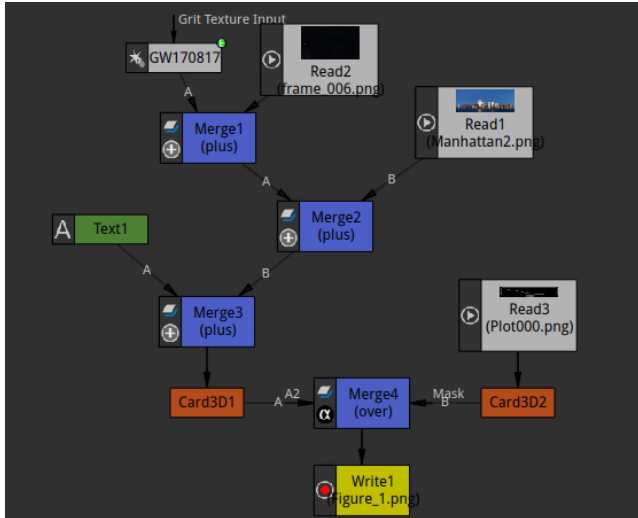 Grit Texture Input
GW170817
E
A
Read2
(frame_006.png)
Merge1
(plus)
Read1
(Manhattan2.png)
A
B
Merge2
(plus)
A
Text1
A
B
Merge3
(plus)
Read3
(Plot000.png)
Card3D1
A
A2
Merge4
(over)
α
Mask
B
Card3D2
Write1
(Figure_1.png)